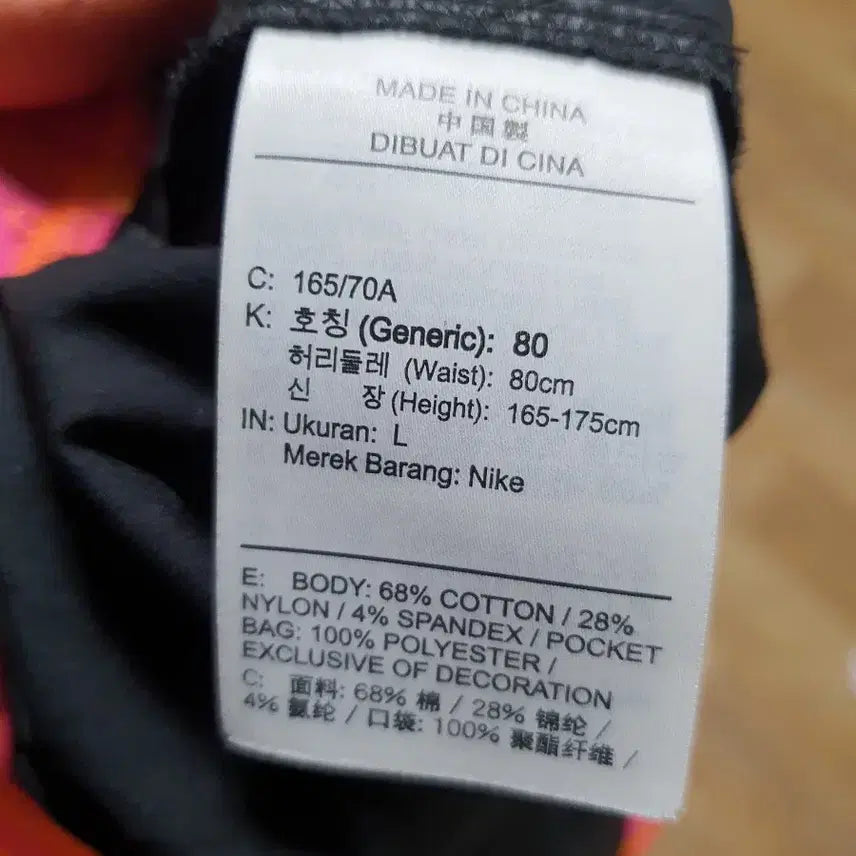 MADE IN CHINA
中国製
DIBUAT DI CINA
C: 165/70A
K: 호칭 (Generic): 80
허리둘레 (Waist): 80cm
신 장 (Height): 165-175cm
IN: Ukuran: L
Merek Barang: Nike
E: BODY: 68% COTTON / 28%
NYLON / 4% SPANDEX / POCKET
BAG: 100% POLYESTER /
EXCLUSIVE OF DECORATION
C: 面料: 68% 棉 / 28% 锦纶 /
4% 氨纶 / 口袋: 100% 聚酯纤维 /